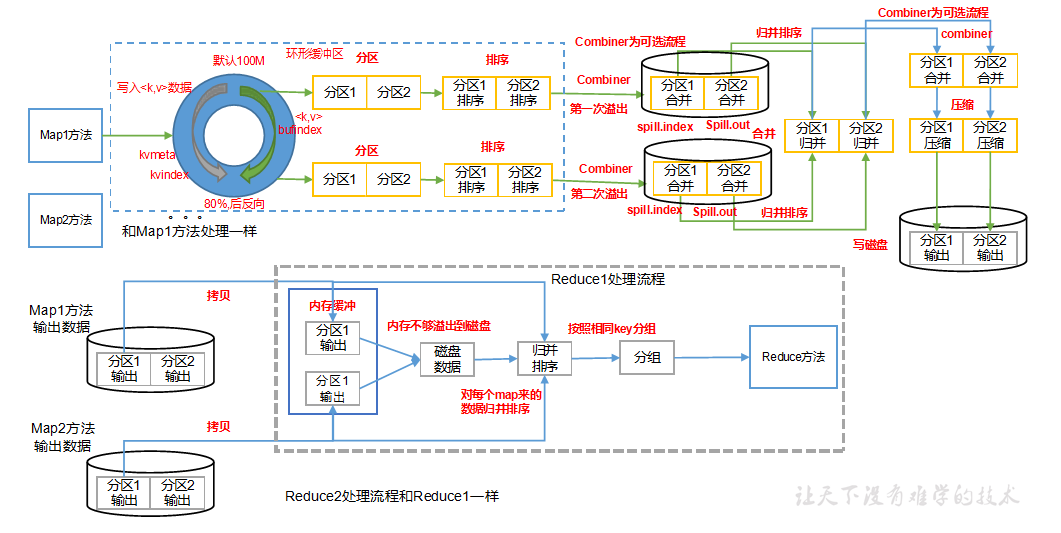 Combiner为可选流程
默认100M
环形缓冲区
分区
排序
Combiner为可选流程
归并排序
combiner
写入<k,v>数据
分区1
分区2
分区1
排序
分区2
排序
Combiner
第一次溢出
分区1
合并
分区2
合并
分区1
合并
分区2
合并
压缩
Map1方法
<k,v>
bufindex
kvmeta
kvindex
spill.index
Spill.out
合并
分区1
归并
分区2
归并
分区1
压缩
分区2
压缩
分区
排序
分区1
分区2
分区1
排序
分区2
排序
Combiner
第二次溢出
分区1
合并
分区2
合并
Map2方法
80%,后反向
spill.index
Spill.out
归并排序
。。。
和Map1方法处理一样
写磁盘
分区1
输出
分区2
输出
Reduce1处理流程
Map1方法
输出数据
拷贝
内存缓冲
分区1
输出
内存不够溢出到磁盘
按照相同key分组
分区1
输出
分区2
输出
磁盘
数据
归并
排序
分组
Reduce方法
分区1
输出
对每个map来的
数据归并排序
Map2方法
输出数据
拷贝
分区1
输出
分区2
输出
Reduce2处理流程和Reduce1一样
让天下没有难学的技术